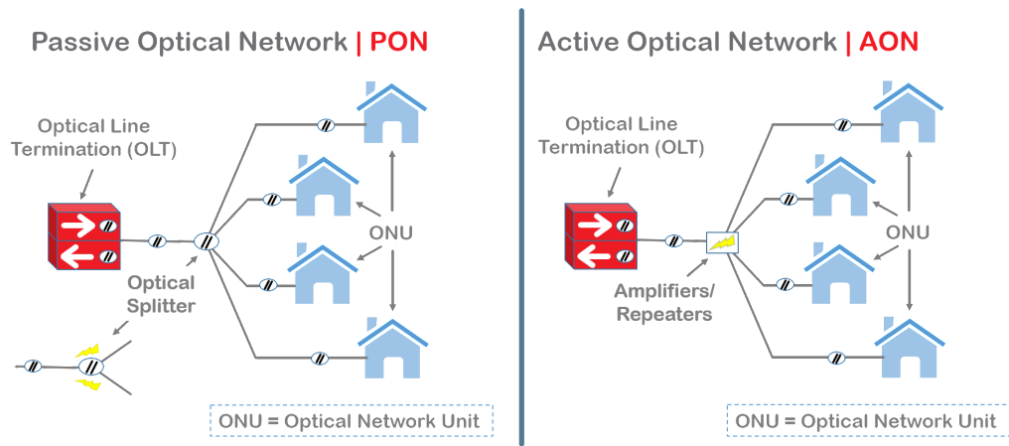 Passive Optical Network | PON
Optical Line
Termination (OLT)
ONU
Optical
Splitter
ONU = Optical Network Unit
Active Optical Network | AON
Optical Line
Termination (OLT)
ONU
Amplifiers/
Repeaters
ONU = Optical Network Unit